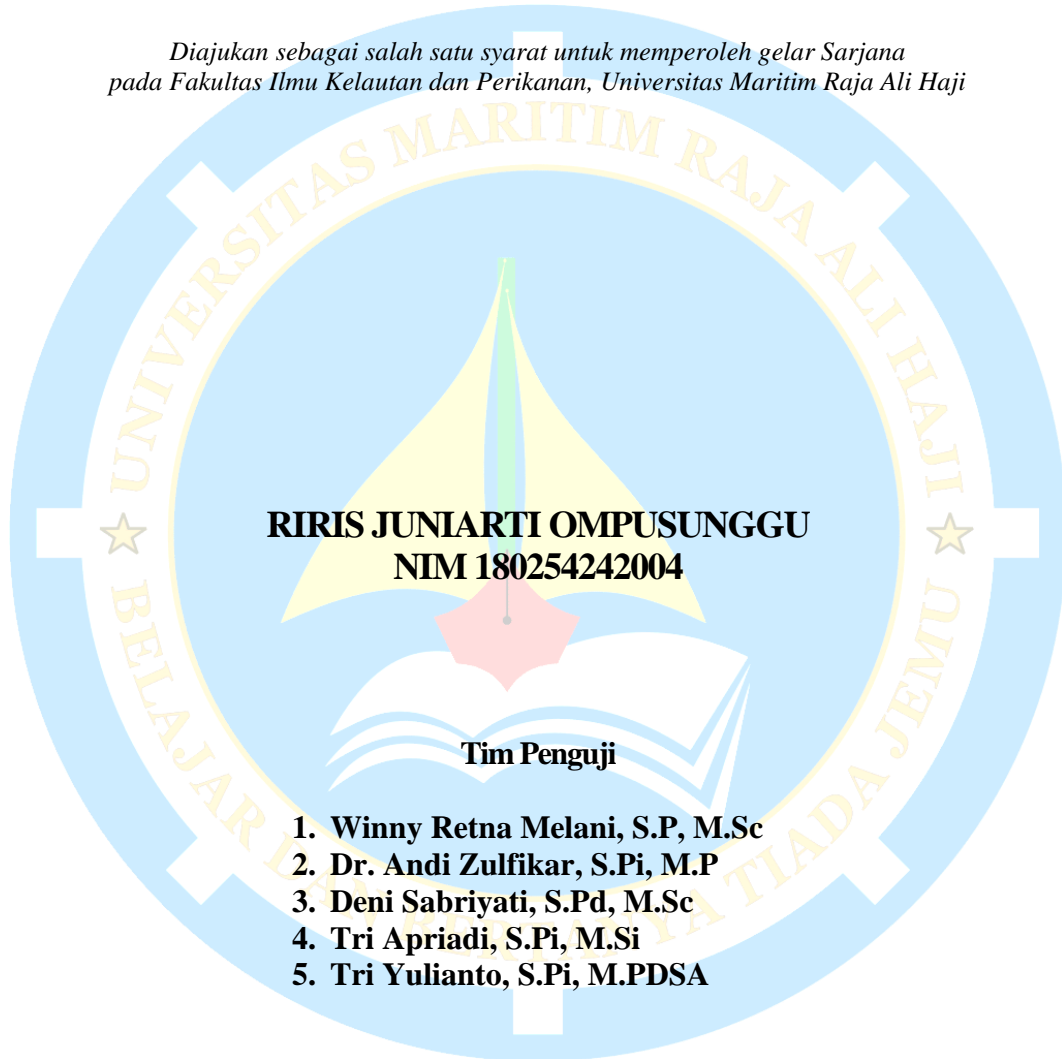 Diajukan sebagai salah satu syarat untuk memperoleh gelar Sarjana
pada Fakultas Ilmu Kelautan dan Perikanan, Universitas Maritim Raja Ali Haji
UNIVERSITAS MARITIM RAJA ALI HAJI
RIRIS JUNIARTI OMPUSUNGGU
NIM 180254242004
Tim Penguji
1. Winny Retna Melani, S.P, M.Sc
2. Dr. Andi Zulfikar, S.Pi, M.P
3. Deni Sabriyati, S.Pd, M.Sc
4. Tri Apriadi, S.Pi, M.Si
5. Tri Yulianto, S.Pi, M.PDSA
BELAJAR DAN BERTANYA TIADA JEMU